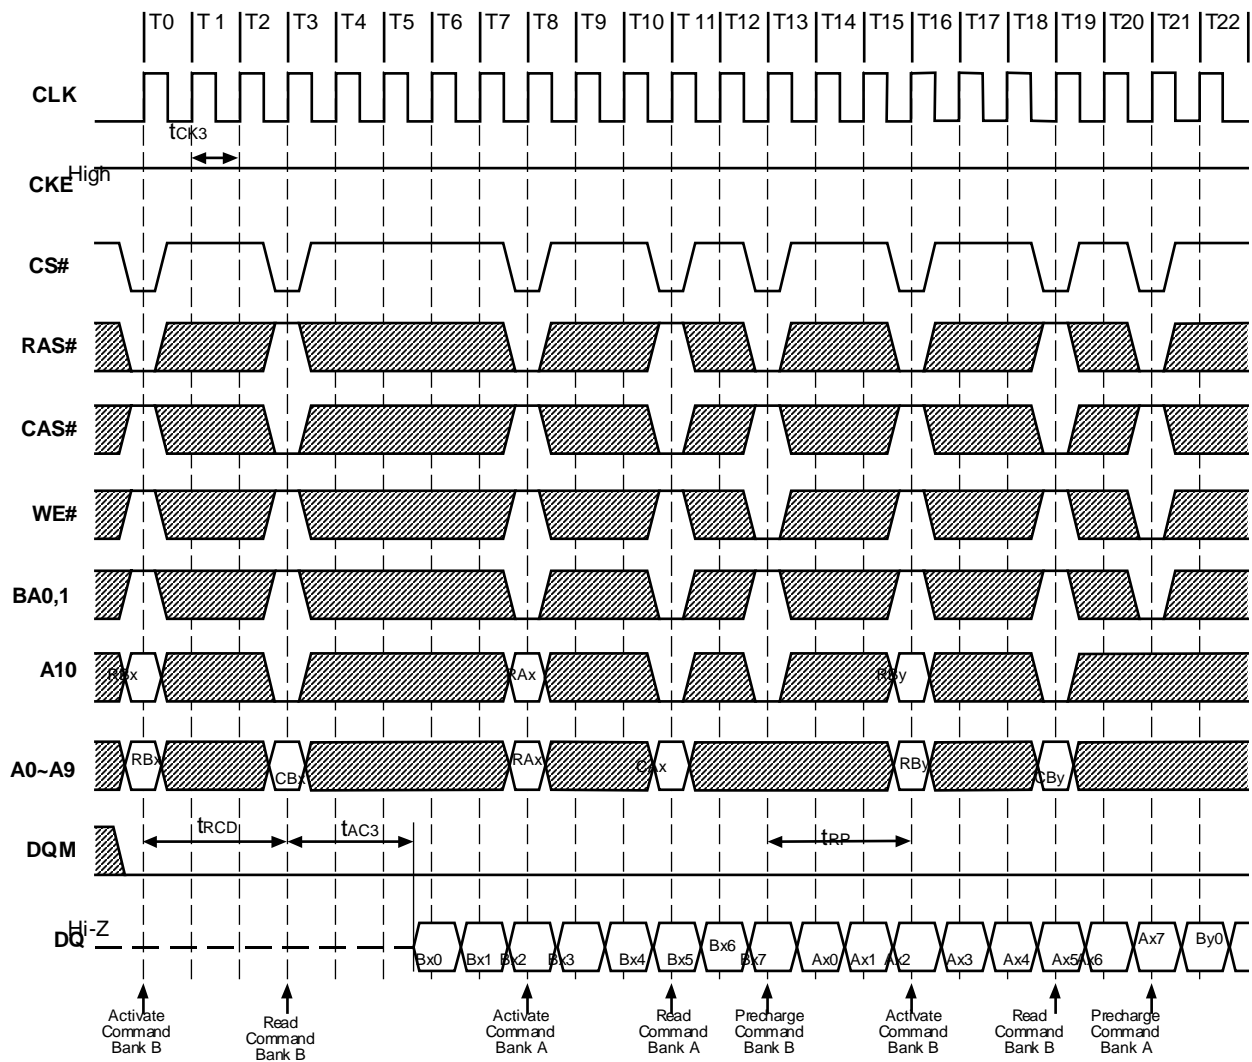 T0 T 1 T2 T3 T4 T5 T6 T7 T8 T9 T10 T 11 T12 T13 T14 T15 T16 T17 T18 T19 T20 T21 T22
CLK
tCK3
High
CKE
CS#
RAS#
CAS#
WE#
BA0,1
A10
RBx RAx RBy
A0~A9
RBx CBx RAx CAx RBy CBy
tRCD tAC3 tRP
DQM
Hi-Z
DQ
Bx0 Bx1 Bx2 Bx3 Bx4 Bx5 Bx6 Bx7 Ax0 Ax1 Ax2 Ax3 Ax4 Ax5 Ax6 Ax7 By0
Activate
Command
Bank B
Read
Command
Bank B
Activate
Command
Bank A
Read
Command
Bank A
Precharge
Command
Bank B
Activate
Command
Bank B
Read
Command
Bank B
Precharge
Command
Bank A